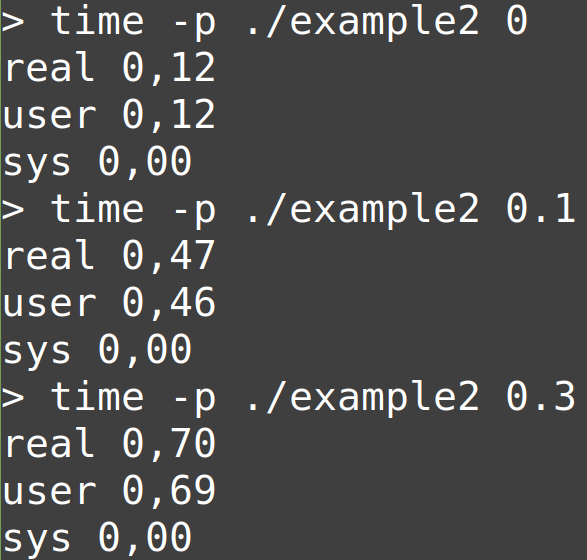 > time -p ./example2 0
real 0,12
user 0,12
sys 0,00
> time -p ./example2 0.1
real 0,47
user 0,46
sys 0,00
> time -p ./example2 0.3
real 0,70
user 0,69
sys 0,00